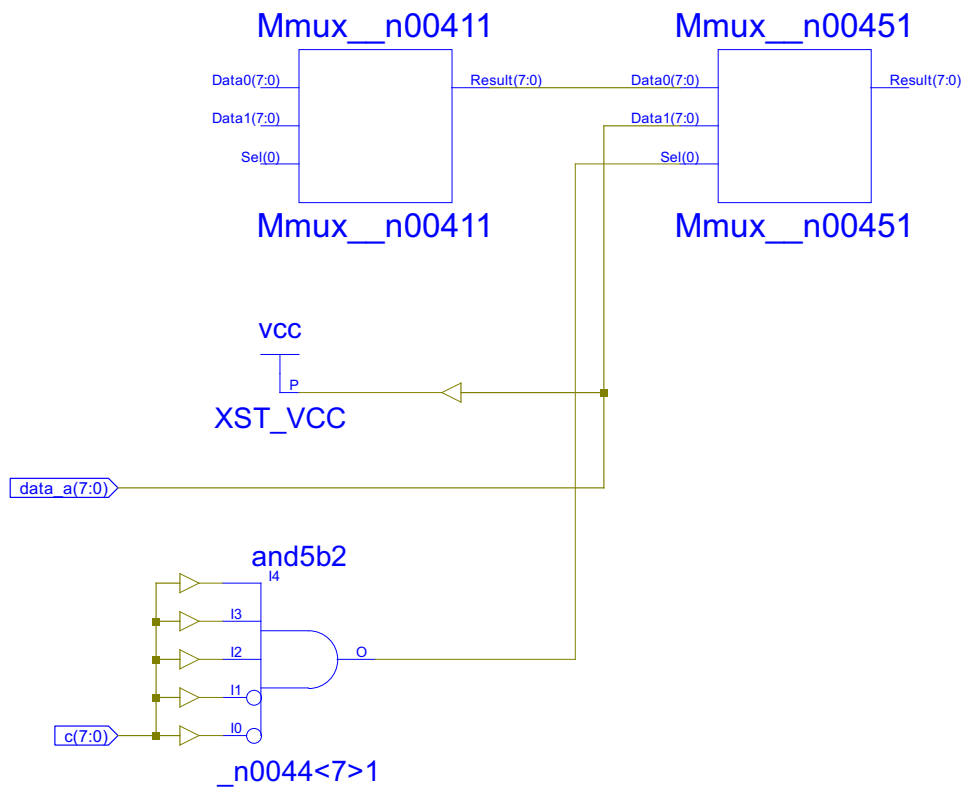 Mmux__n00411
Mmux__n00451
Data0(7:0)
Result(7:0)
Data0(7:0)
Result(7:0)
Data1(7:0)
Data1(7:0)
Sel(0)
Sel(0)
Mmux__n00411
Mmux__n00451
vcc
P
XST_VCC
data_a(7:0)
and5b2
I4
I3
I2
O
I1
c(7:0)
I0
_n0044<7>1